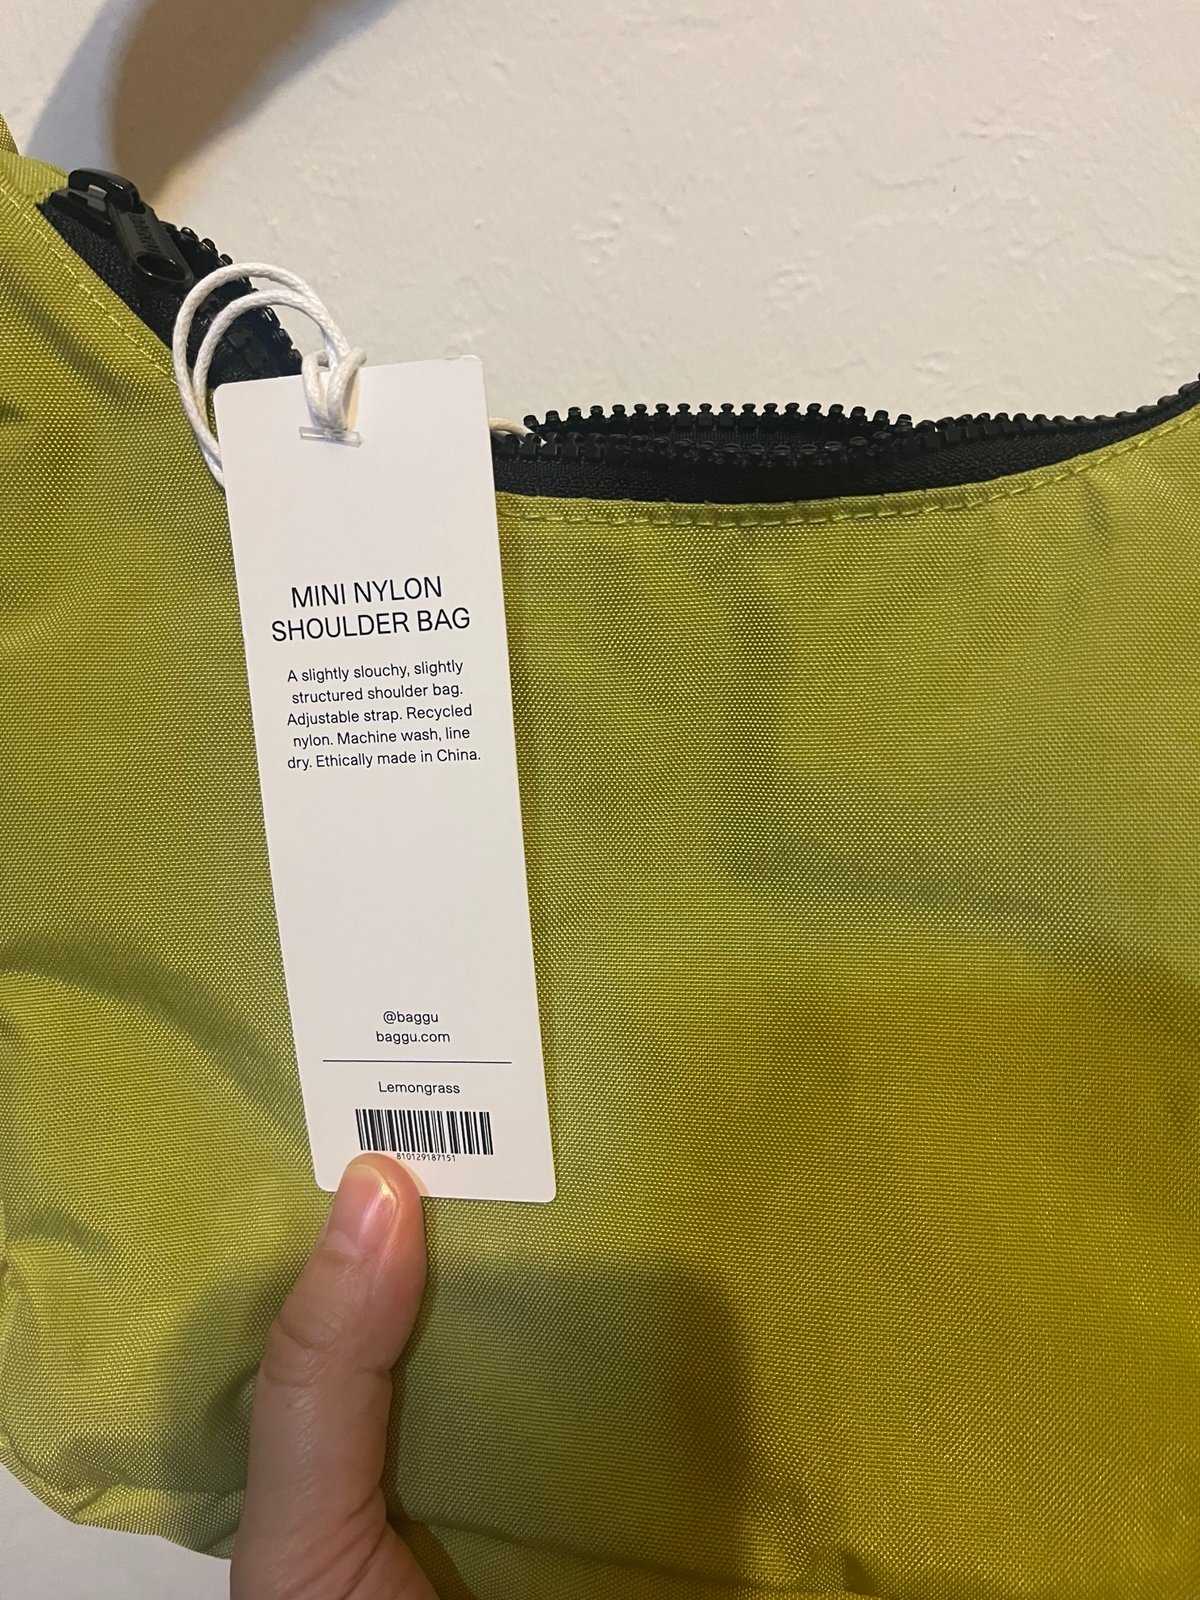 MINI NYLON
SHOULDER BAG
A slightly slouchy, slightly
structured shoulder bag.
Adjustable strap. Recycled
nylon. Machine wash, line
dry. Ethically made in China.
@baggu
baggu.com
Lemongrass
810129187151